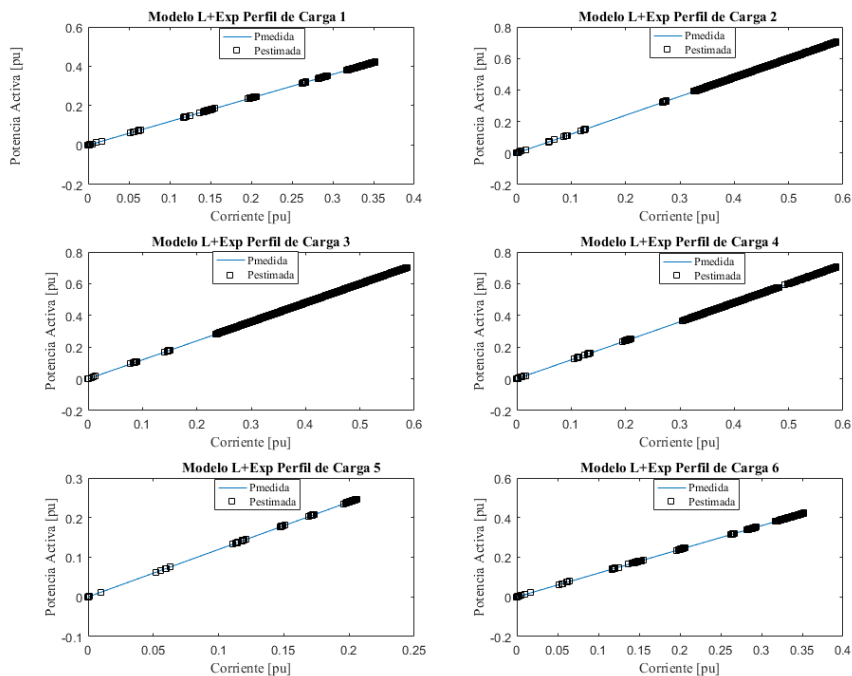 Modelo L+Exp Perfil de Carga 1
Pmedida
Pestimada
Potencia Activa [pu]
0.6
0.4
0.2
0
-0.2
0
0.05
0.1
0.15
0.2
0.25
0.3
0.35
0.4
Corriente [pu]
Modelo L+Exp Perfil de Carga 2
Pmedida
Pestimada
Potencia Activa [pu]
0.8
0.6
0.4
0.2
0
-0.2
0
0.1
0.2
0.3
0.4
0.5
0.6
Corriente [pu]
Modelo L+Exp Perfil de Carga 3
Pmedida
Pestimada
Potencia Activa [pu]
0.8
0.6
0.4
0.2
0
-0.2
0
0.1
0.2
0.3
0.4
0.5
0.6
Corriente [pu]
Modelo L+Exp Perfil de Carga 4
Pmedida
Pestimada
Potencia Activa [pu]
0.8
0.6
0.4
0.2
0
-0.2
0
0.1
0.2
0.3
0.4
0.5
0.6
Corriente [pu]
Modelo L+Exp Perfil de Carga 5
Pmedida
Pestimada
Potencia Activa [pu]
0.3
0.2
0.1
0
-0.1
0
0.05
0.1
0.15
0.2
0.25
Corriente [pu]
Modelo L+Exp Perfil de Carga 6
Pmedida
Pestimada
Potencia Activa [pu]
0.6
0.4
0.2
0
-0.2
0
0.05
0.1
0.15
0.2
0.25
0.3
0.35
0.4
Corriente [pu]